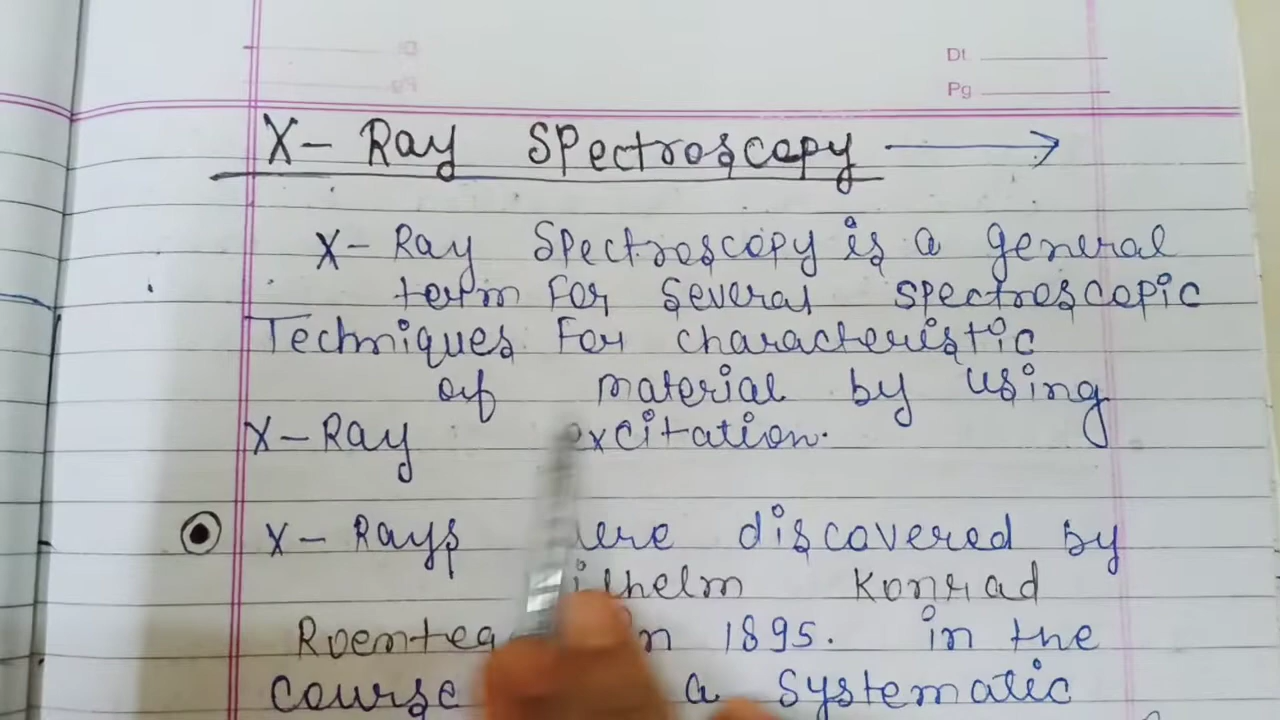 Dt
Pg
X- Ray Spectroscopy
X- Ray Spectroscopy is a general
term for several spectroscopic
Techniques for characteristic
of material by using
X-Ray excitation.
X- Rays were discovered by
Konrad
in 1895. in the
course a systematic